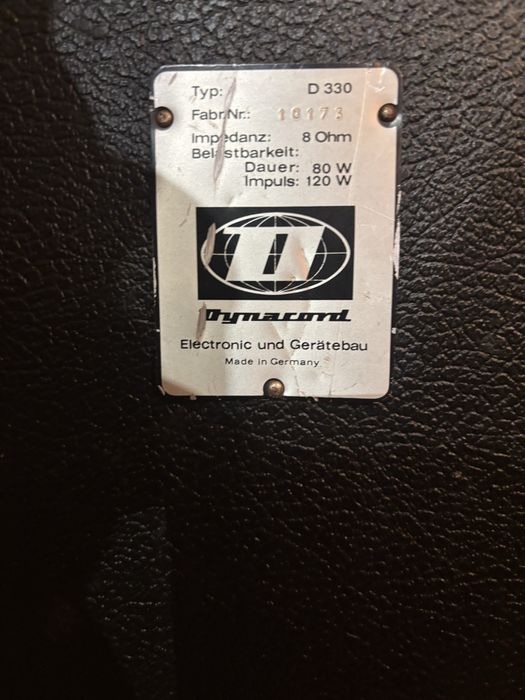 Typ: D 330
Fabr.Nr.: 10173
Impedanz: 8 Ohm
Belastbarkeit:
Dauer: 80 W
Impuls: 120 W
D
Dynacord
Electronic und Gerätebau
Made in Germany